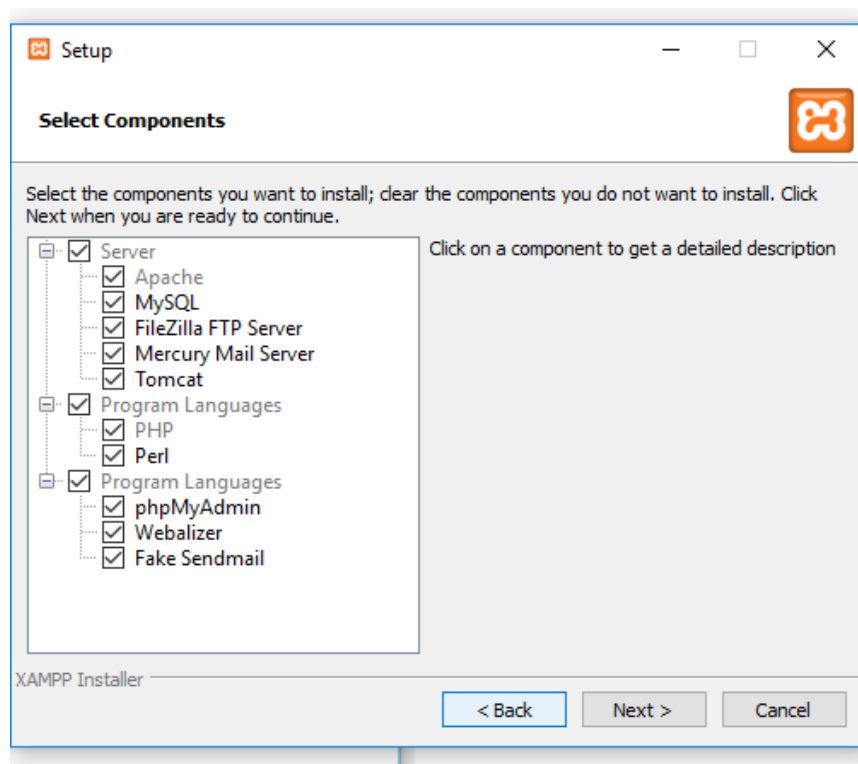 Setup
Select Components
Select the components you want to install; clear the components you do not want to install. Click
Next when you are ready to continue.
Server
Apache
MySQL
FileZilla FTP Server
Mercury Mail Server
Tomcat
Program Languages
PHP
Perl
Program Languages
phpMyAdmin
Webalizer
Fake Sendmail
Click on a component to get a detailed description
XAMPP Installer
< Back
Next >
Cancel